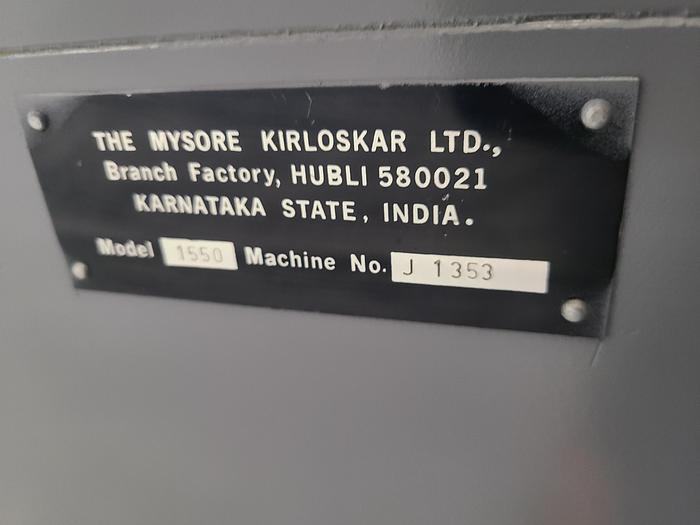 THE MYSORE KIRLOSKAR LTD.,
Branch Factory, HUBLI 580021
KARNATAKA STATE, INDIA.
Model 1550 Machine No. J 1353